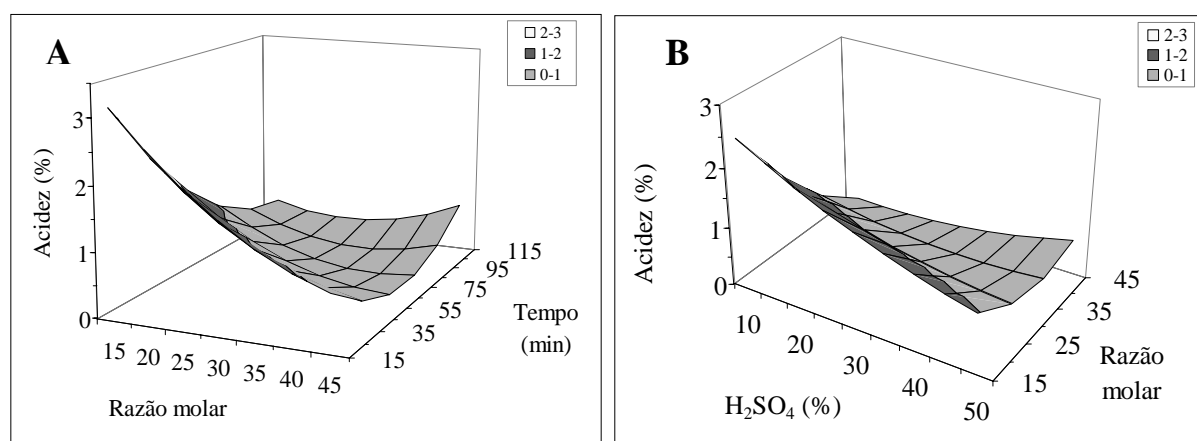 A
2-3
1-2
0-1
Acidez (%)
3
2
1
0
15 20 25 30 35 40 45
Razão molar
15 35 55 75 95 115
Tempo
(min)
B
2-3
1-2
0-1
Acidez (%)
3
2
1
0
10 20 30 40 50
H₂SO₄ (%)
15 25 35 45
Razão
molar